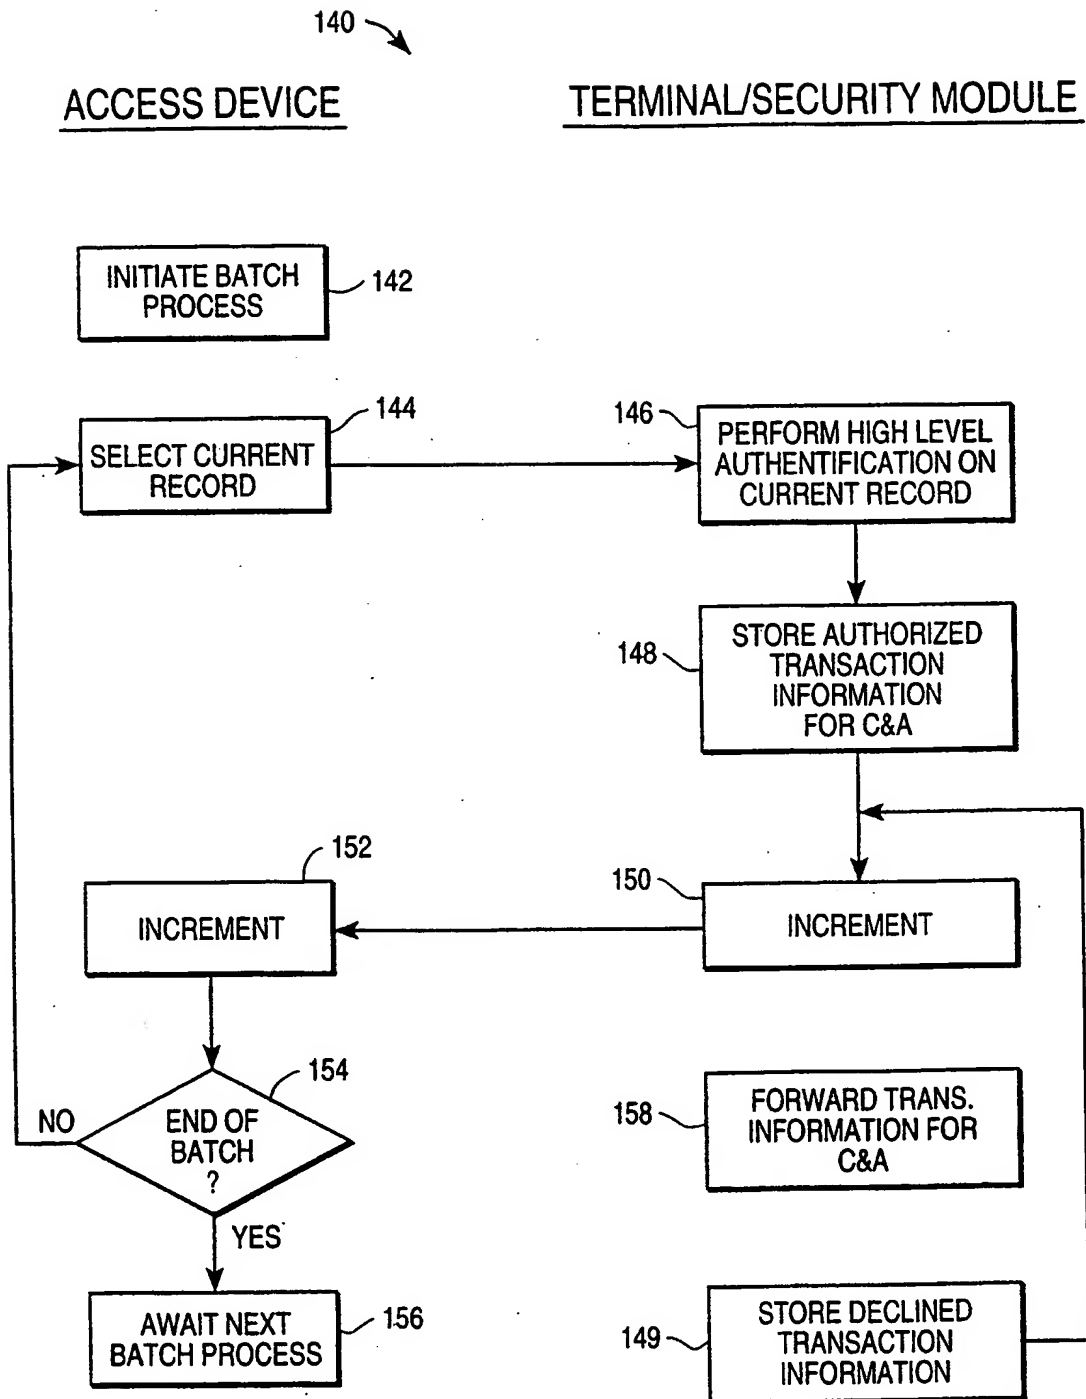 140
ACCESS DEVICE
TERMINAL/SECURITY MODULE
INITIATE BATCH
PROCESS
142
144
SELECT CURRENT
RECORD
146
PERFORM HIGH LEVEL
AUTHENTIFICATION ON
CURRENT RECORD
148
STORE AUTHORIZED
TRANSACTION
INFORMATION
FOR C&A
152
INCREMENT
150
INCREMENT
154
NO
END OF
BATCH
?
YES
158
FORWARD TRANS.
INFORMATION FOR
C&A
AWAIT NEXT
BATCH PROCESS
156
149
STORE DECLINED
TRANSACTION
INFORMATION